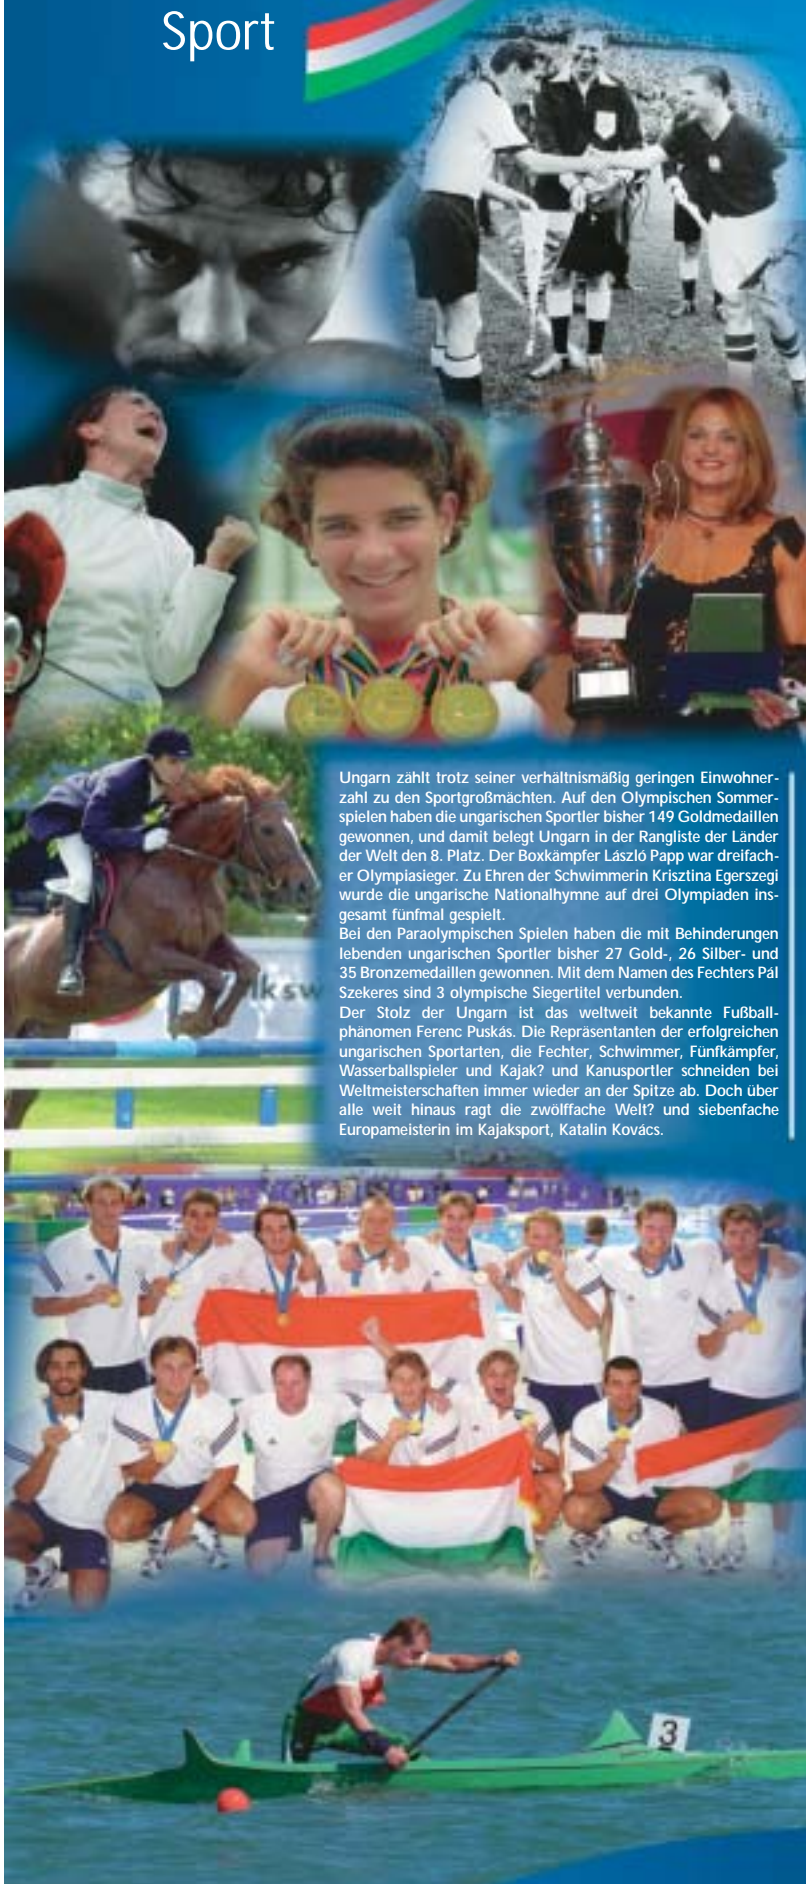 Sport
Ungarn zählt trotz seiner verhältnismäßig geringen Einwohner-
zahl zu den Sportgroßmächten. Auf den Olympischen Sommer-
spielen haben die ungarischen Sportler bisher 149 Goldmedaillen
gewonnen, und damit belegt Ungarn in der Rangliste der Länder
der Welt den 8. Platz. Der Boxkämpfer László Papp war dreifach-
er Olympiasieger. Zu Ehren der Schwimmerin Krisztina Egerszegi
wurde die ungarische Nationalhymne auf drei Olympiaden ins-
gesamt fünfmal gespielt.
Bei den Paraolympischen Spielen haben die mit Behinderungen
lebenden ungarischen Sportler bisher 27 Gold-, 26 Silber- und
35 Bronzemedaillen gewonnen. Mit dem Namen des Fechters Pál
Szekeres sind 3 olympische Siegertitel verbunden.
Der Stolz der Ungarn ist das weltweit bekannte Fußball-
phänomen Ferenc Puskás. Die Repräsentanten der erfolgreichen
ungarischen Sportarten, die Fechter, Schwimmer, Fünfkämpfer,
Wasserballspieler und Kajak? und Kanusportler schneiden bei
Weltmeisterschaften immer wieder an der Spitze ab. Doch über
alle weit hinaus ragt die zwölffache Welt? und siebenfache
Europameisterin im Kajaksport, Katalin Kovács.
3